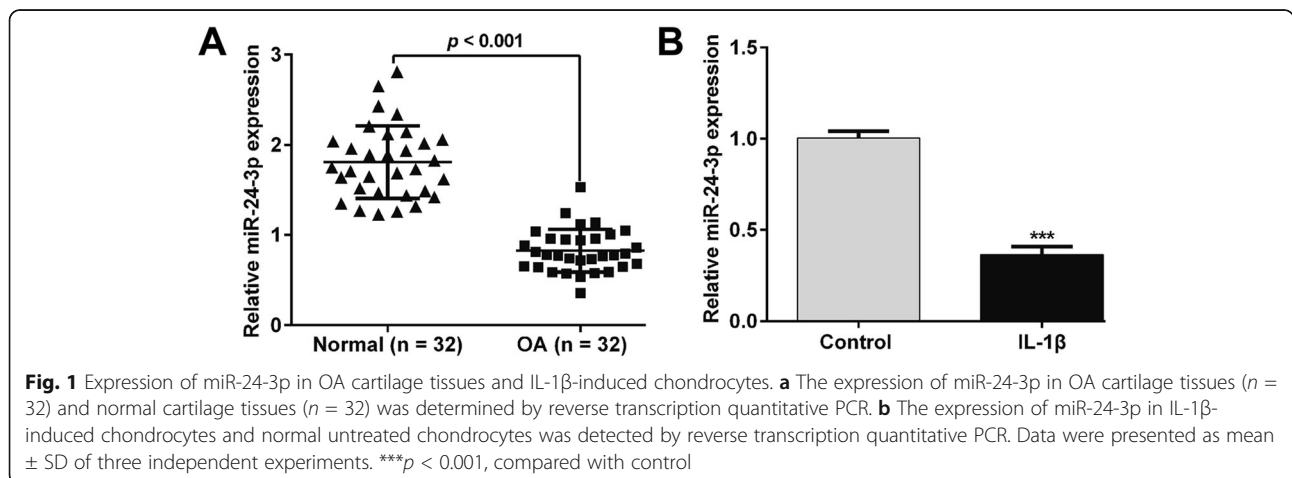 A
Relative miR-24-3p expression
3
2
1
0
p < 0.001
Normal (n = 32)
OA (n = 32)
B
Relative miR-24-3p expression
1.5
1.0
0.5
0.0
***
Control
IL-1β
Fig. 1 Expression of miR-24-3p in OA cartilage tissues and IL-1β-induced chondrocytes. a The expression of miR-24-3p in OA cartilage tissues (n =
32) and normal cartilage tissues (n = 32) was determined by reverse transcription quantitative PCR. b The expression of miR-24-3p in IL-1β-
induced chondrocytes and normal untreated chondrocytes was detected by reverse transcription quantitative PCR. Data were presented as mean
± SD of three independent experiments. ***p < 0.001, compared with control